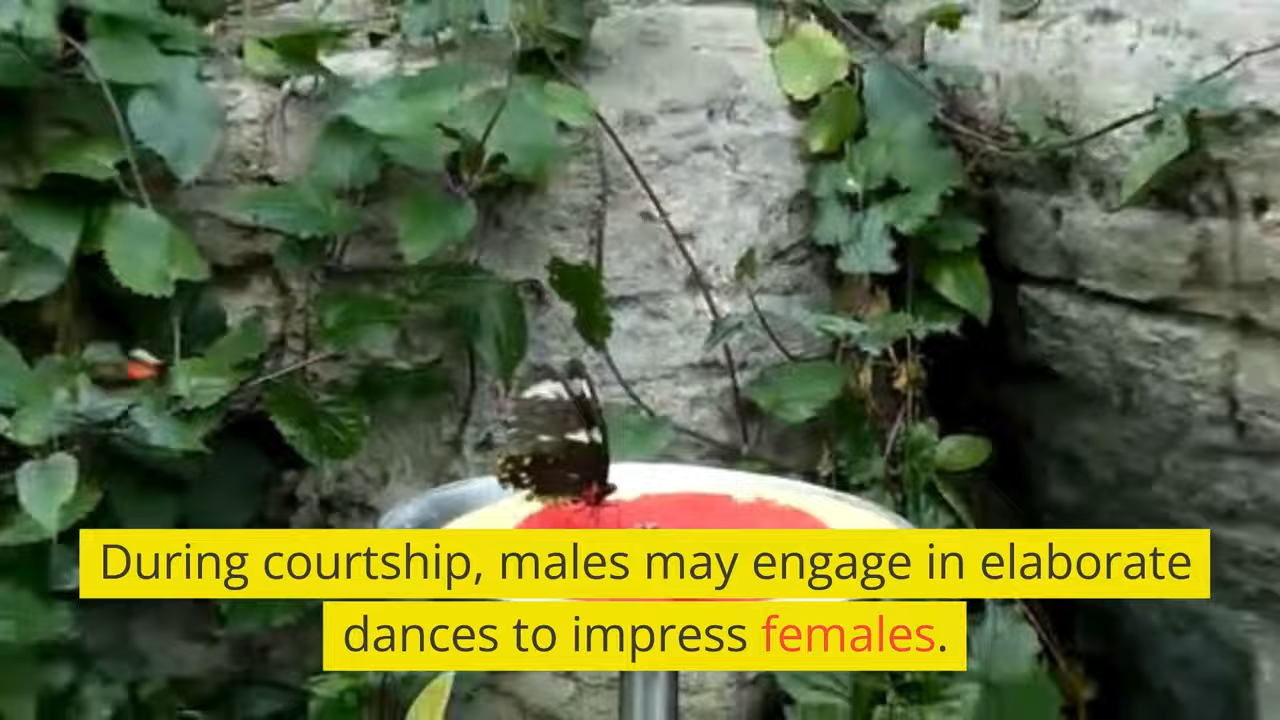 During courtship, males may engage in elaborate
dances to impress females.